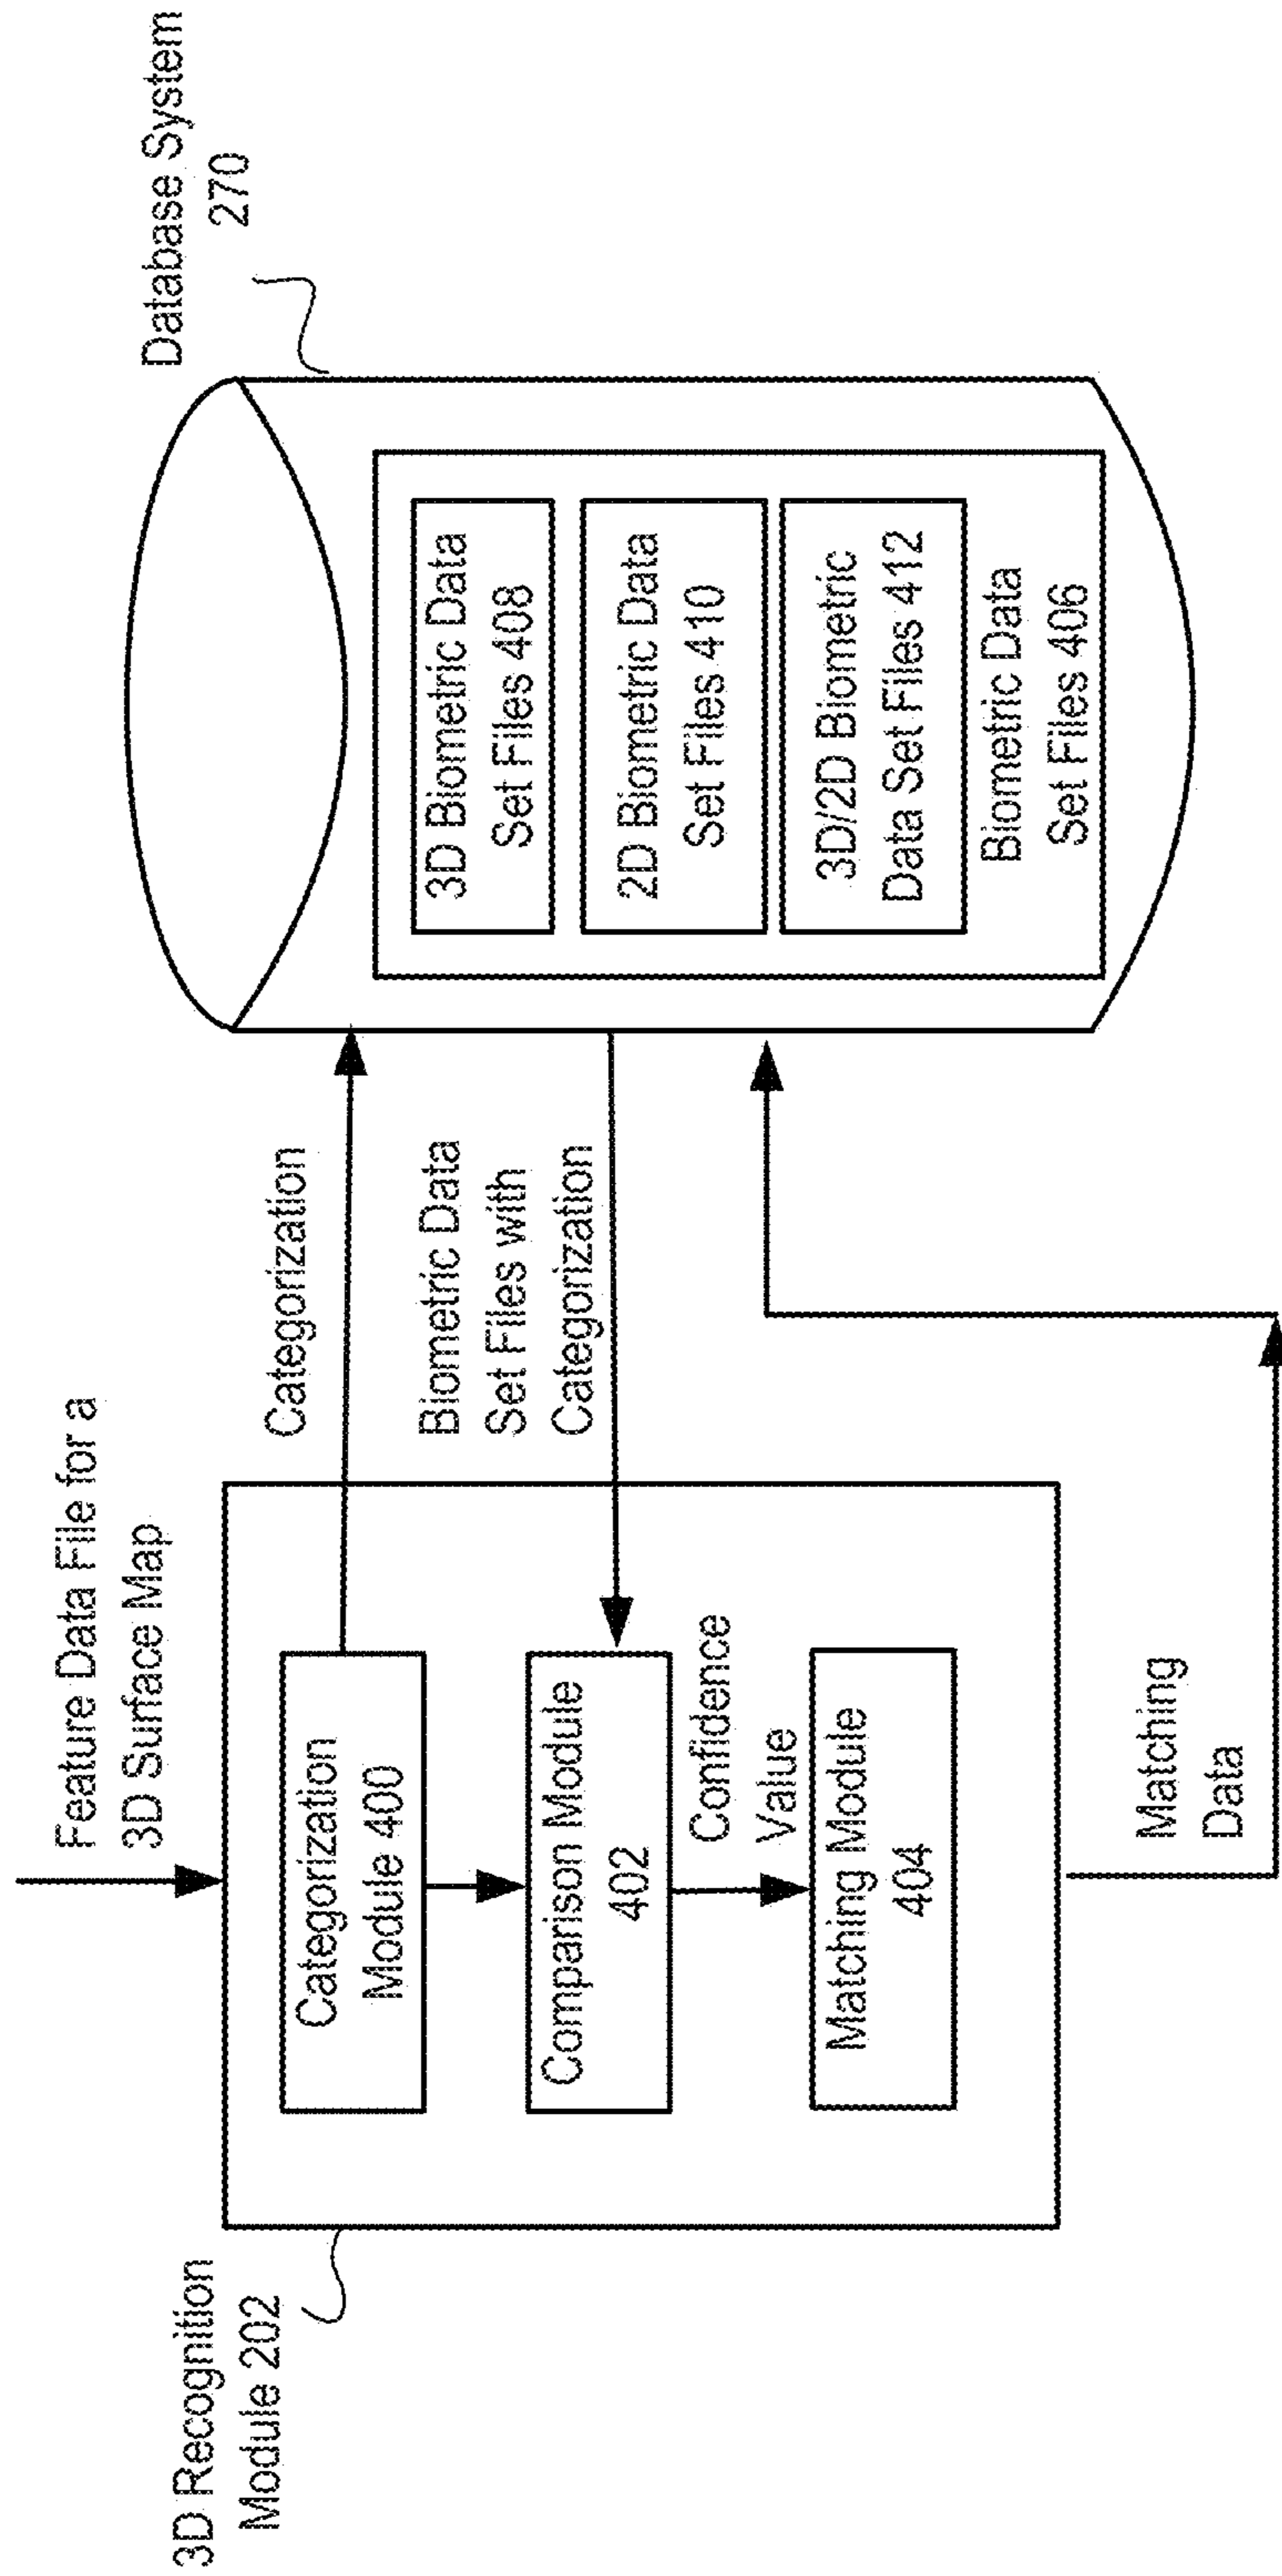 3D Recognition
Module 202
Feature Data File for a
3D Surface Map
Categorization
Module 400
Comparison Module
402
Confidence
Value
Matching Module
404
Matching
Data
Categorization
Biometric Data
Set Files with
Categorization
Database System
270
3D Biometric Data
Set Files 408
2D Biometric Data
Set Files 410
3D/2D Biometric
Data Set Files 412
Biometric Data
Set Files 406